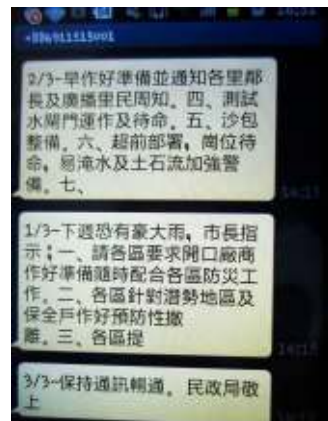 +886911515001
2/3-早作好準備並通知各里鄰
長及廣播里民周知。四、測試
水閘門運作及待命。五、沙包
整備。六、超前部署，崗位待
命，易淹水及土石流加強警
備。七、
14:13
1/3-下週恐有豪大雨，市長指
示：一、請各區要求開口廠商
作好準備隨時配合各區防災工
作。二、各區針對潛勢地區及
保全戶作好預防性撤
離。三、各區提
14:13
3/3-保持通訊暢通。民政局敬
上